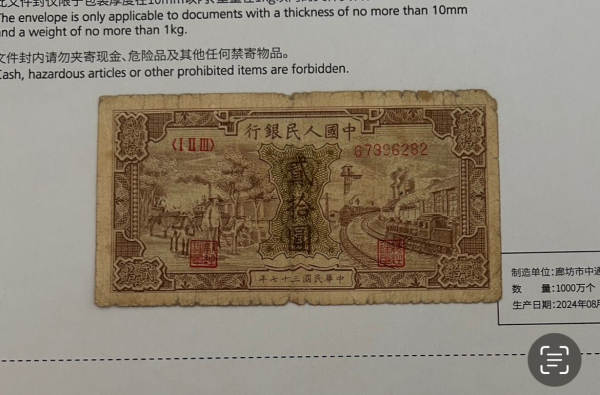 The envelope is only applicable to documents with a thickness of no more than 10mm
and a weight of no more than 1kg.
文件封内请勿夹寄现金、危险品及其他任何禁寄物品。
Cash, hazardous articles or other prohibited items are forbidden.
行銀民人國中
〈I II III〉
67396282
貳拾圓
年七十三國民華中
制造单位:廊坊市中通
数 量:1000万个
生产日期:2024年08